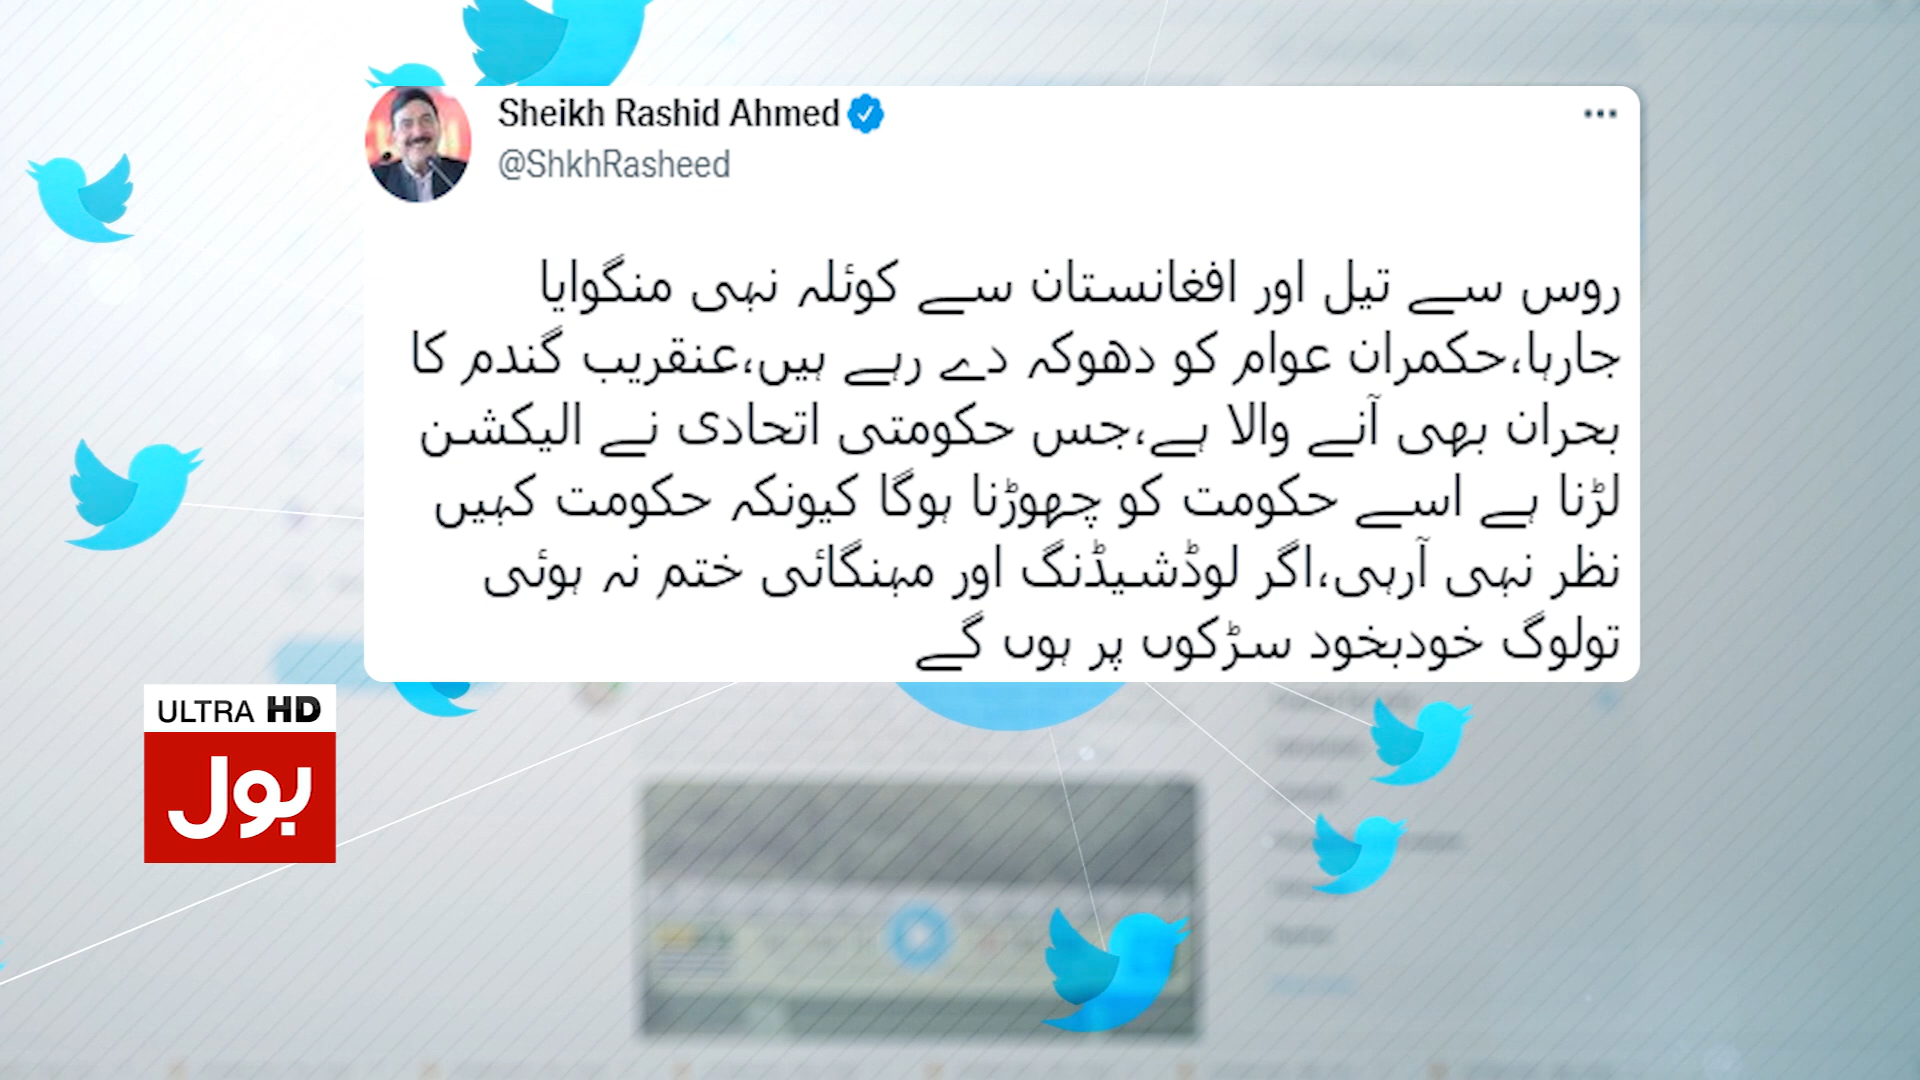 Sheikh Rashid Ahmed
@ShkhRasheed
روس سے تیل اور افغانستان سے کوئلہ نہی منگوایا
جارہا،حکمران عوام کو دھوکہ دے رہے ہیں،عنقریب گندم کا
بحران بھی آنے والا ہے،جس حکومتی اتحادی نے الیکشن
لڑنا ہے اسے حکومت کو چھوڑنا ہوگا کیونکہ حکومت کہیں
نظر نہی آرہی،اگر لوڈشیڈنگ اور مہنگائی ختم نہ ہوئی
تولوگ خودبخود سڑکوں پر ہوں گے
ULTRA HD
بول